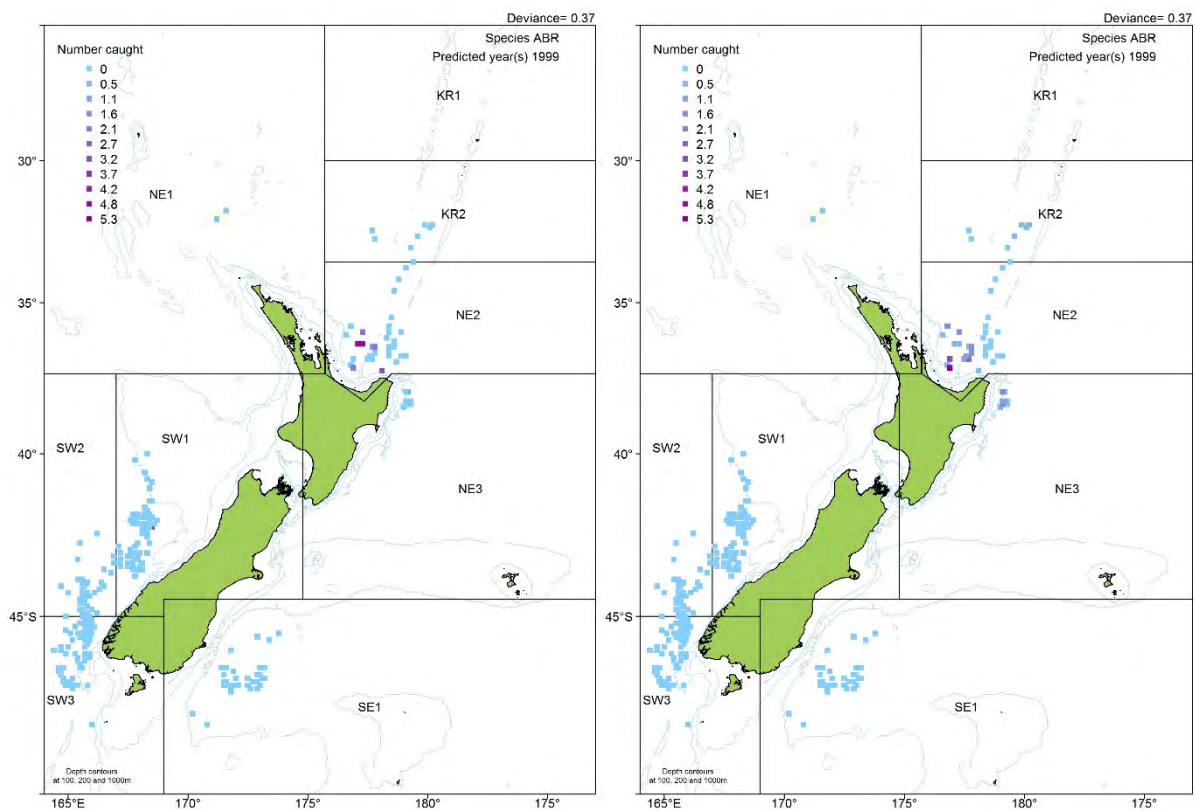 Deviance= 0.37
Species ABR
Predicted year(s) 1999
Number caught
0
0.5
1.1
1.6
2.1
2.7
3.2
3.7
4.2
4.8
5.3
KR1
30°
NE1
KR2
35°
NE2
40°
SW2
SW1
NE3
45°S
SW3
SE1
Depth contours
at 100, 200 and 1000m
165°E
170°
175°
180°
175°
Deviance= 0.37
Species ABR
Predicted year(s) 1999
Number caught
0
0.5
1.1
1.6
2.1
2.7
3.2
3.7
4.2
4.8
5.3
KR1
30°
NE1
KR2
35°
NE2
40°
SW2
SW1
NE3
45°S
SW3
SE1
Depth contours
at 100, 200 and 1000m
165°E
170°
175°
180°
175°